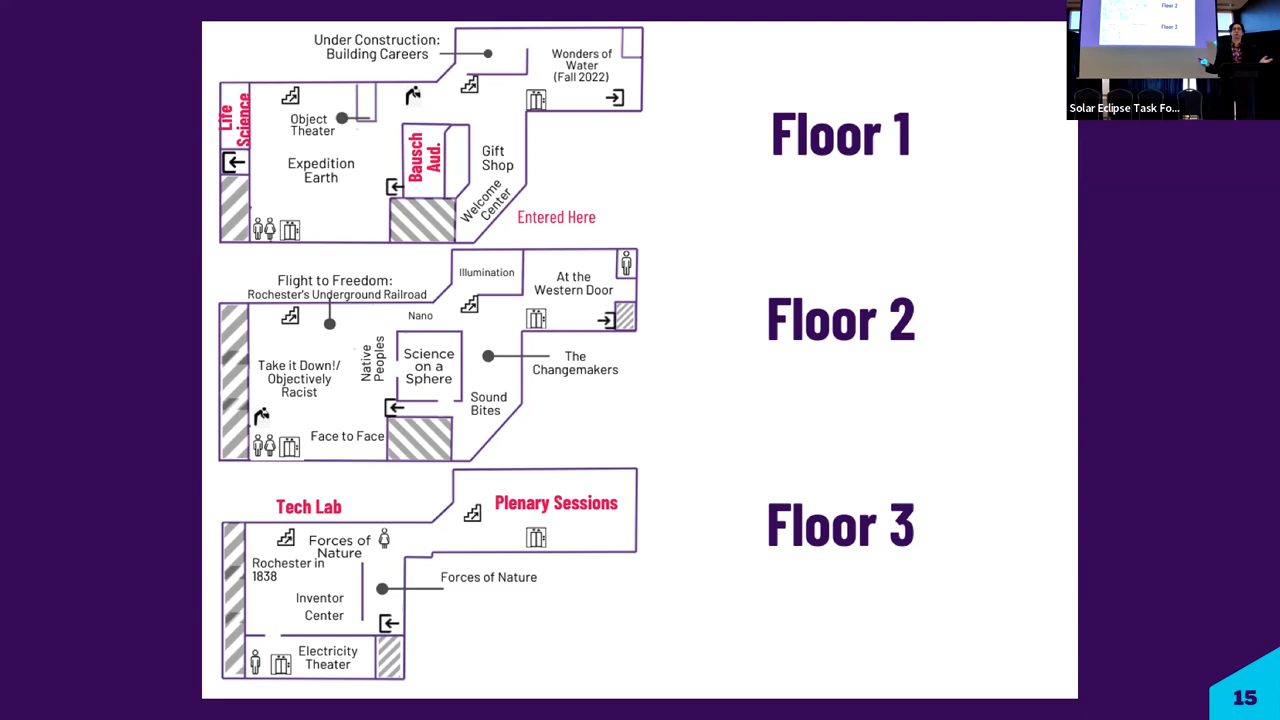 Under Construction:
Building Careers
Wonders of
Water
(Fall 2022)
Life
Science
Object
Theater
Expedition
Earth
Bausch
Aud.
Gift
Shop
Welcome
Center
Entered Here
Floor 1
Flight to Freedom:
Rochester's Underground Railroad
Illumination
At the
Western Door
Nano
Native
Peoples
Science
on a
Sphere
The
Changemakers
Take it Down!/
Objectively
Racist
Sound
Bites
Face to Face
Floor 2
Tech Lab
Plenary Sessions
Forces of
Nature
Rochester in
1838
Forces of Nature
Inventor
Center
Electricity
Theater
Floor 3
Floor 2
Floor 3
Solar Eclipse Task Fo...
15